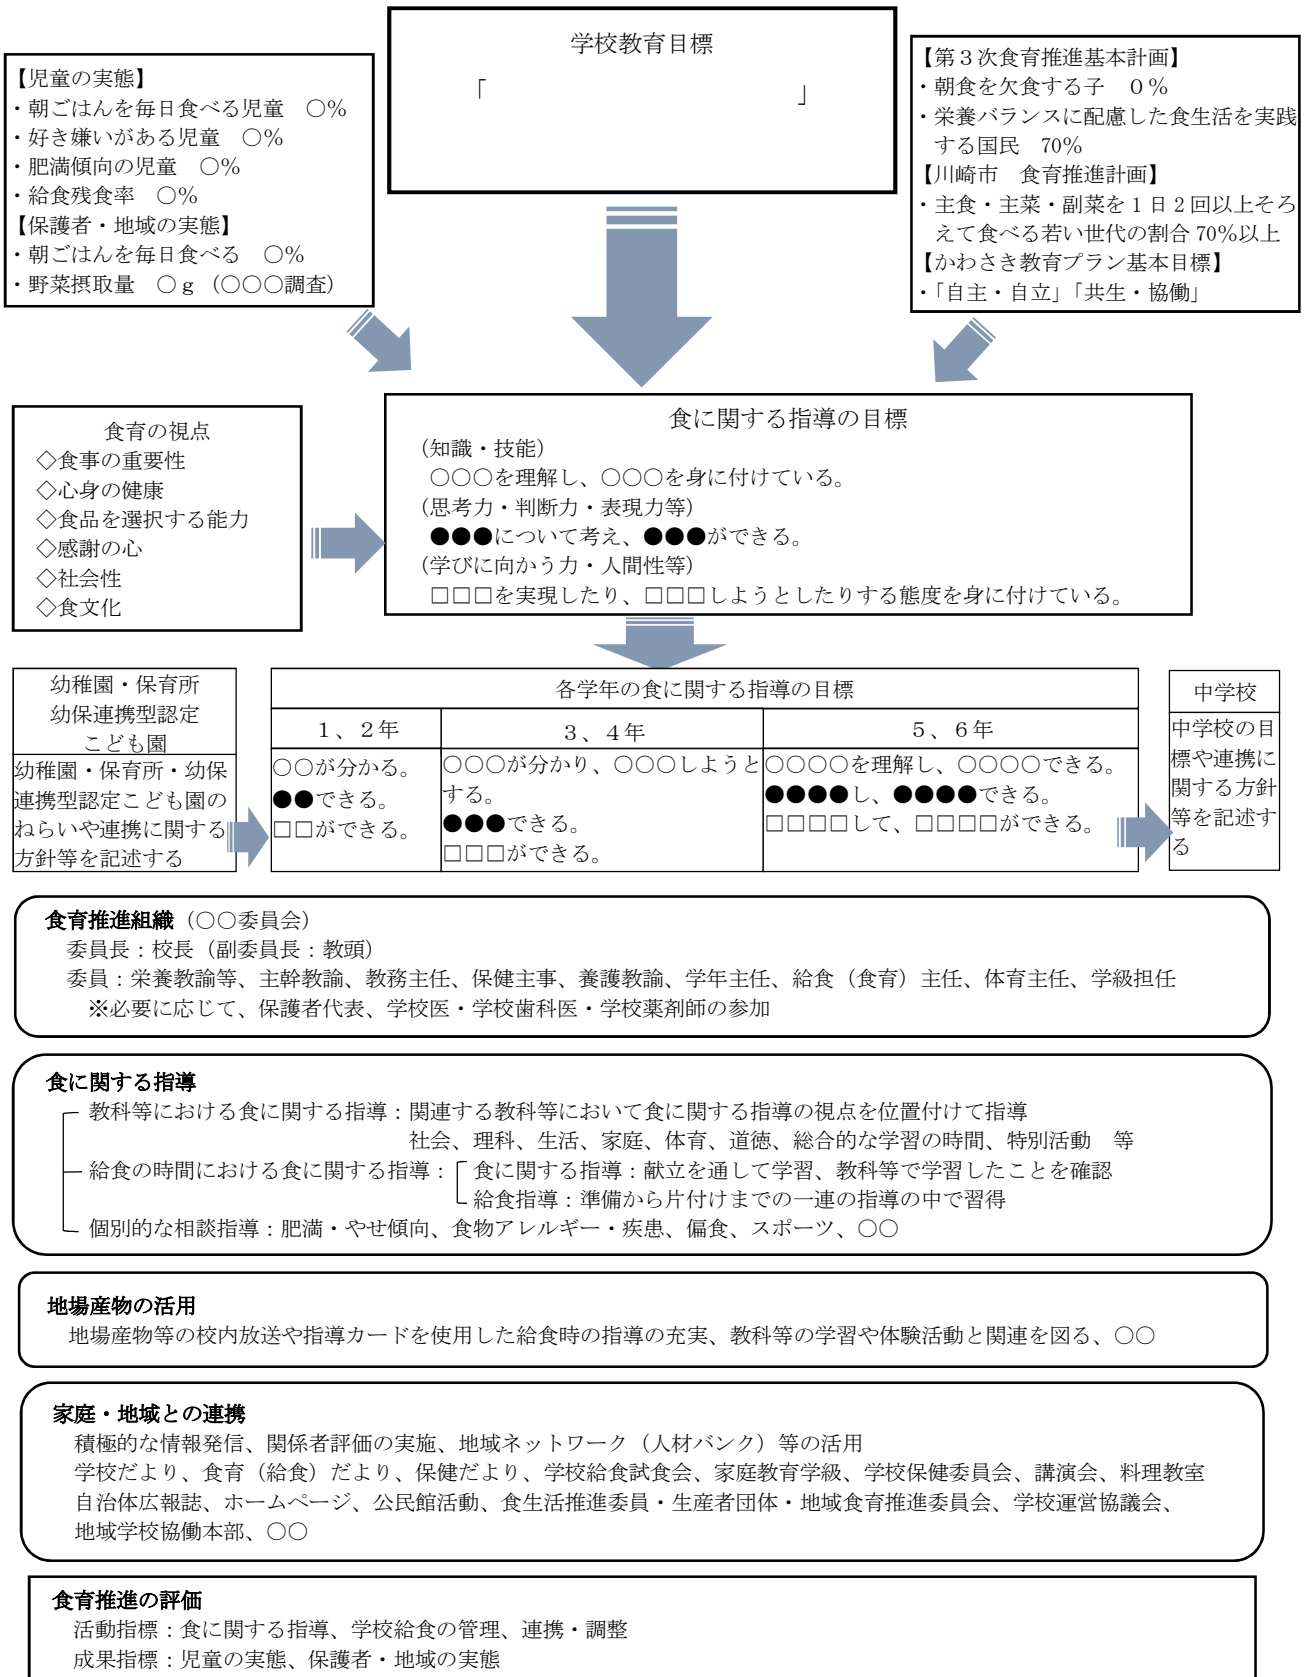 学校教育目標
「　　　　　　　　　　　　　　　」
【児童の実態】
・朝ごはんを毎日食べる児童　○％
・好き嫌いがある児童　○％
・肥満傾向の児童　○％
・給食残食率　○％
【保護者・地域の実態】
・朝ごはんを毎日食べる　○％
・野菜摂取量　○ｇ（○○○調査）
【第３次食育推進基本計画】
・朝食を欠食する子　０％
・栄養バランスに配慮した食生活を実践
する国民　70％
【川崎市　食育推進計画】
・主食・主菜・副菜を１日２回以上そろ
えて食べる若い世代の割合 70％以上
【かわさき教育プラン基本目標】
・「自主・自立」「共生・協働」
食育の視点
◇食事の重要性
◇心身の健康
◇食品を選択する能力
◇感謝の心
◇社会性
◇食文化
食に関する指導の目標
（知識・技能）
○○○を理解し、○○○を身に付けている。
（思考力・判断力・表現力等）
●●●について考え、●●●ができる。
（学びに向かう力・人間性等）
□□□を実現したり、□□□しようとしたりする態度を身に付けている。
幼稚園・保育所
幼保連携型認定
こども園
幼稚園・保育所・幼保
連携型認定こども園の
ねらいや連携に関する
方針等を記述する
各学年の食に関する指導の目標
１、２年
３、４年
５、６年
○○が分かる。
●●できる。
□□ができる。
○○○が分かり、○○○しようと
する。
●●●できる。
□□□ができる。
○○○○を理解し、○○○○できる。
●●●●し、●●●●できる。
□□□□して、□□□□ができる。
中学校
中学校の目
標や連携に
関する方針
等を記述す
る
食育推進組織（○○委員会）
委員長：校長（副委員長：教頭）
委員：栄養教諭等、主幹教諭、教務主任、保健主事、養護教諭、学年主任、給食（食育）主任、体育主任、学級担任
※必要に応じて、保護者代表、学校医・学校歯科医・学校薬剤師の参加
食に関する指導
教科等における食に関する指導：関連する教科等において食に関する指導の視点を位置付けて指導
社会、理科、生活、家庭、体育、道徳、総合的な学習の時間、特別活動　等
給食の時間における食に関する指導：食に関する指導：献立を通して学習、教科等で学習したことを確認
給食指導：準備から片付けまでの一連の指導の中で習得
個別的な相談指導：肥満・やせ傾向、食物アレルギー・疾患、偏食、スポーツ、○○
地場産物の活用
地場産物等の校内放送や指導カードを使用した給食時の指導の充実、教科等の学習や体験活動と関連を図る、○○
家庭・地域との連携
積極的な情報発信、関係者評価の実施、地域ネットワーク（人材バンク）等の活用
学校だより、食育（給食）だより、保健だより、学校給食試食会、家庭教育学級、学校保健委員会、講演会、料理教室
自治体広報誌、ホームページ、公民館活動、食生活推進委員・生産者団体・地域食育推進委員会、学校運営協議会、
地域学校協働本部、○○
食育推進の評価
活動指標：食に関する指導、学校給食の管理、連携・調整
成果指標：児童の実態、保護者・地域の実態